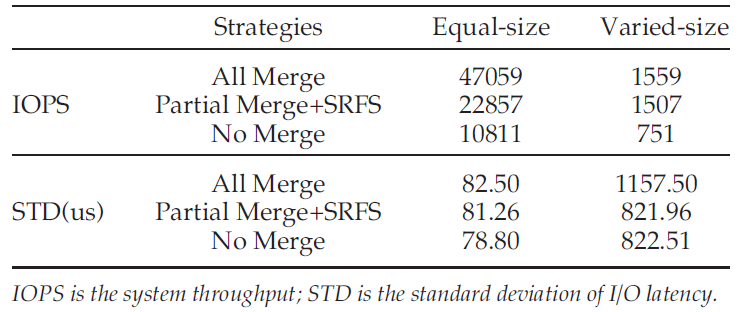 Strategies Equal-size Varied-size
All Merge 47059 1559
IOPS Partial Merge+SRFS 22857 1507
No Merge 10811 751
All Merge 82.50 1157.50
STD(us) Partial Merge+SRFS 81.26 821.96
No Merge 78.80 822.51
IOPS is the system throughput; STD is the standard deviation of I/O latency.